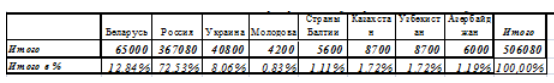 Беларусь Россия Украина Молодова Страны Балтии Казахстан Узбекистан Азербайджан Итого
Итого 65000 367080 40800 4200 5600 8700 8700 6000 506080
Итого в % 12.84% 72.53% 8.06% 0.83% 1.11% 1.72% 1.72% 1.19% 100,00%